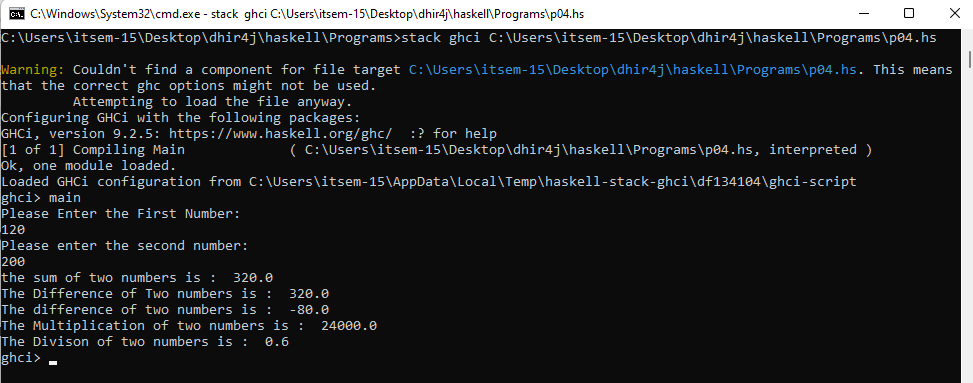 C:\Windows\System32\cmd.exe - stack ghci C:\Users\itsem-15\Desktop\dhir4j\haskell\Programs\p04.hs
C:\Users\itsem-15\Desktop\dhir4j\haskell\Programs>stack ghci C:\Users\itsem-15\Desktop\dhir4j\haskell\Programs\p04.hs
Warning: Couldn't find a component for file target C:\Users\itsem-15\Desktop\dhir4j\haskell\Programs\p04.hs. This means
that the correct ghc options might not be used.
Attempting to load the file anyway.
Configuring GHCi with the following packages:
GHCi, version 9.2.5: https://www.haskell.org/ghc/  :? for help
[1 of 1] Compiling Main             ( C:\Users\itsem-15\Desktop\dhir4j\haskell\Programs\p04.hs, interpreted )
Ok, one module loaded.
Loaded GHCi configuration from C:\Users\itsem-15\AppData\Local\Temp\haskell-stack-ghci\df134104\ghci-script
ghci> main
Please Enter the First Number:
120
Please enter the second number:
200
the sum of two numbers is :  320.0
The Difference of Two numbers is :  320.0
The difference of two numbers is :  -80.0
The Multiplication of two numbers is :  24000.0
The Divison of two numbers is :  0.6
ghci>